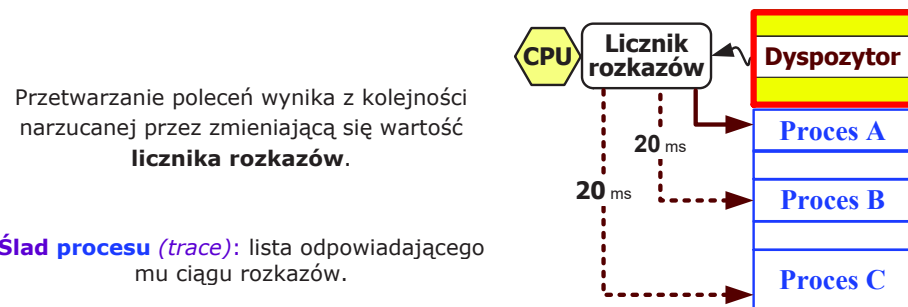 Przetwarzanie poleceń wynika z kolejności
narzucanej przez zmieniającą się wartość
licznika rozkazów.
Ślad procesu (trace): lista odpowiadającego
mu ciągu rozkazów.
CPU
Licznik
rozkazów
Dyspozytor
Proces A
20 ms
Proces B
20 ms
Proces C